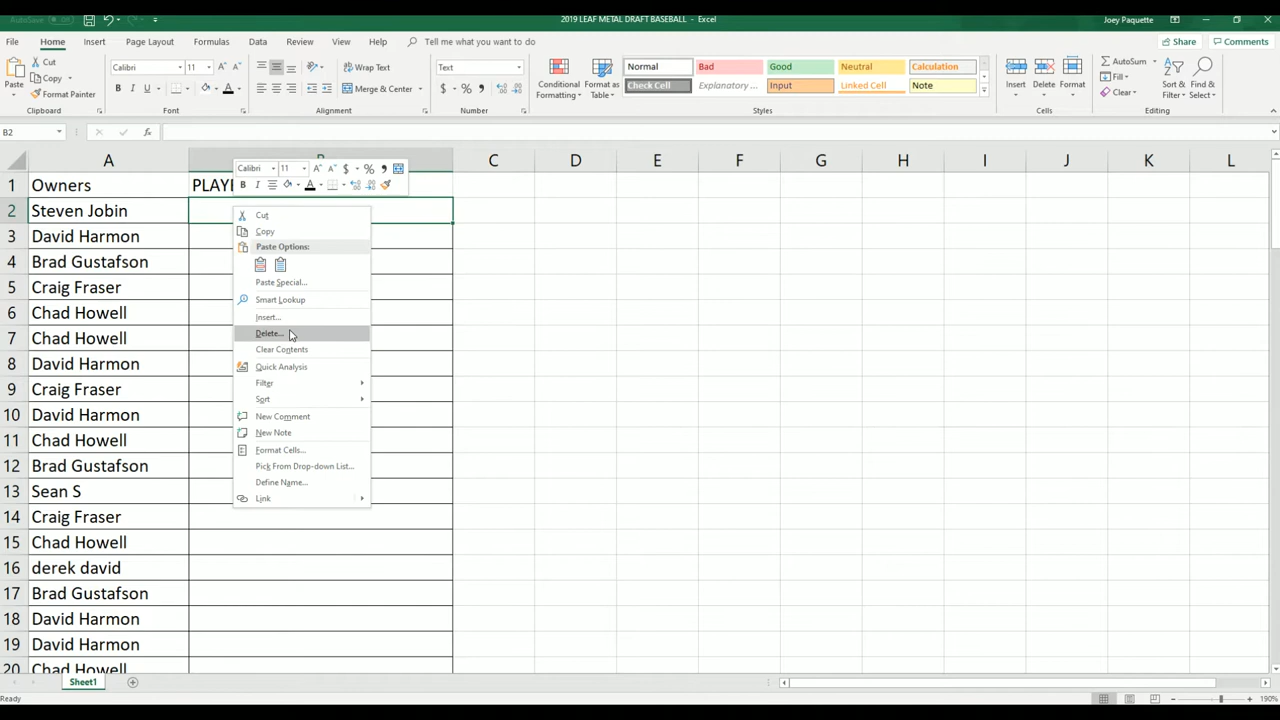 AutoSave Off
2019 LEAF METAL DRAFT BASEBALL - Excel
Joey Paquette
File Home Insert Page Layout Formulas Data Review View Help Tell me what you want to do Share Comments
Paste Cut Copy Format Painter Clipboard
Calibri 11 B I U A Font
Wrap Text Merge & Center Alignment
Text $ % , Number
Conditional Formatting Format as Table
Normal Bad Good Neutral Calculation
Check Cell Explanatory ... Input Linked Cell Note
Styles
Insert Delete Format Cells
AutoSum Fill Clear Sort & Filter Find & Select Editing
B2 fx
A C D E F G H I J K L
Calibri 11 A A $ % ,
B I A
1 Owners PLAYE
2 Steven Jobin
3 David Harmon
4 Brad Gustafson
5 Craig Fraser
6 Chad Howell
7 Chad Howell
8 David Harmon
9 Craig Fraser
10 David Harmon
11 Chad Howell
12 Brad Gustafson
13 Sean S
14 Craig Fraser
15 Chad Howell
16 derek david
17 Brad Gustafson
18 David Harmon
19 David Harmon
20 Chad Howell
Cut
Copy
Paste Options:
Paste Special...
Smart Lookup
Insert...
Delete...
Clear Contents
Quick Analysis
Filter
Sort
New Comment
New Note
Format Cells...
Pick From Drop-down List...
Define Name...
Link
Sheet1
Ready
190%